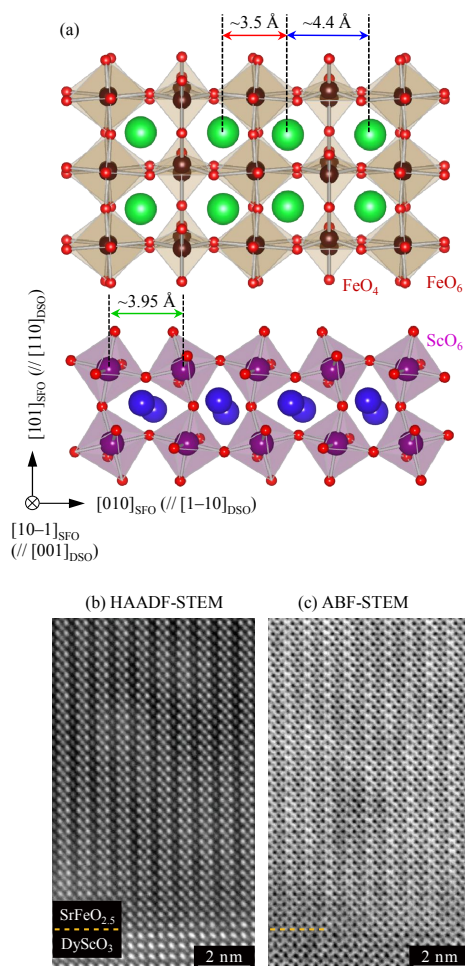 (a)
~3.5 Å
~4.4 Å
FeO4
FeO6
~3.95 Å
ScO6
[101]SFO (// [110]DSO)
[010]SFO (// [1–10]DSO)
[10–1]SFO
(// [001]DSO)
(b) HAADF-STEM
(c) ABF-STEM
SrFeO2.5
DyScO3
2 nm
2 nm